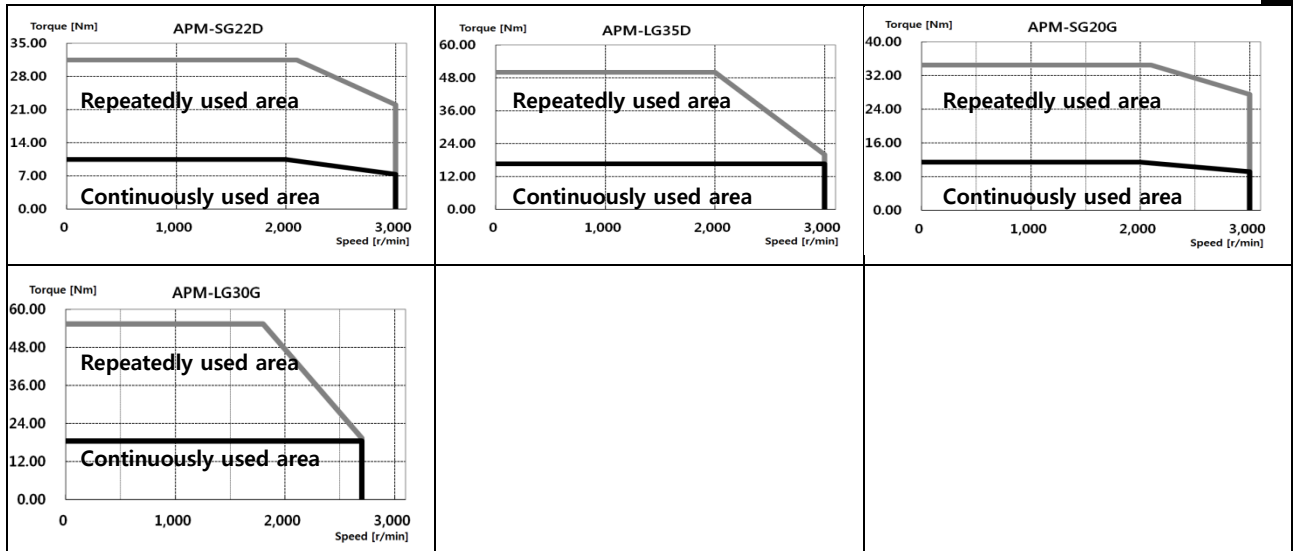 Torque [Nm]
APM-SG22D
35.00
28.00
21.00
14.00
7.00
0.00
Repeatedly used area
Continuously used area
0 1,000 2,000 3,000
Speed [r/min]
Torque [Nm]
APM-LG35D
60.00
48.00
36.00
24.00
12.00
0.00
Repeatedly used area
Continuously used area
0 1,000 2,000 3,000
Speed [r/min]
Torque [Nm]
APM-SG20G
40.00
32.00
24.00
16.00
8.00
0.00
Repeatedly used area
Continuously used area
0 1,000 2,000 3,000
Speed [r/min]
Torque [Nm]
APM-LG30G
60.00
48.00
36.00
24.00
12.00
0.00
Repeatedly used area
Continuously used area
0 1,000 2,000 3,000
Speed [r/min]